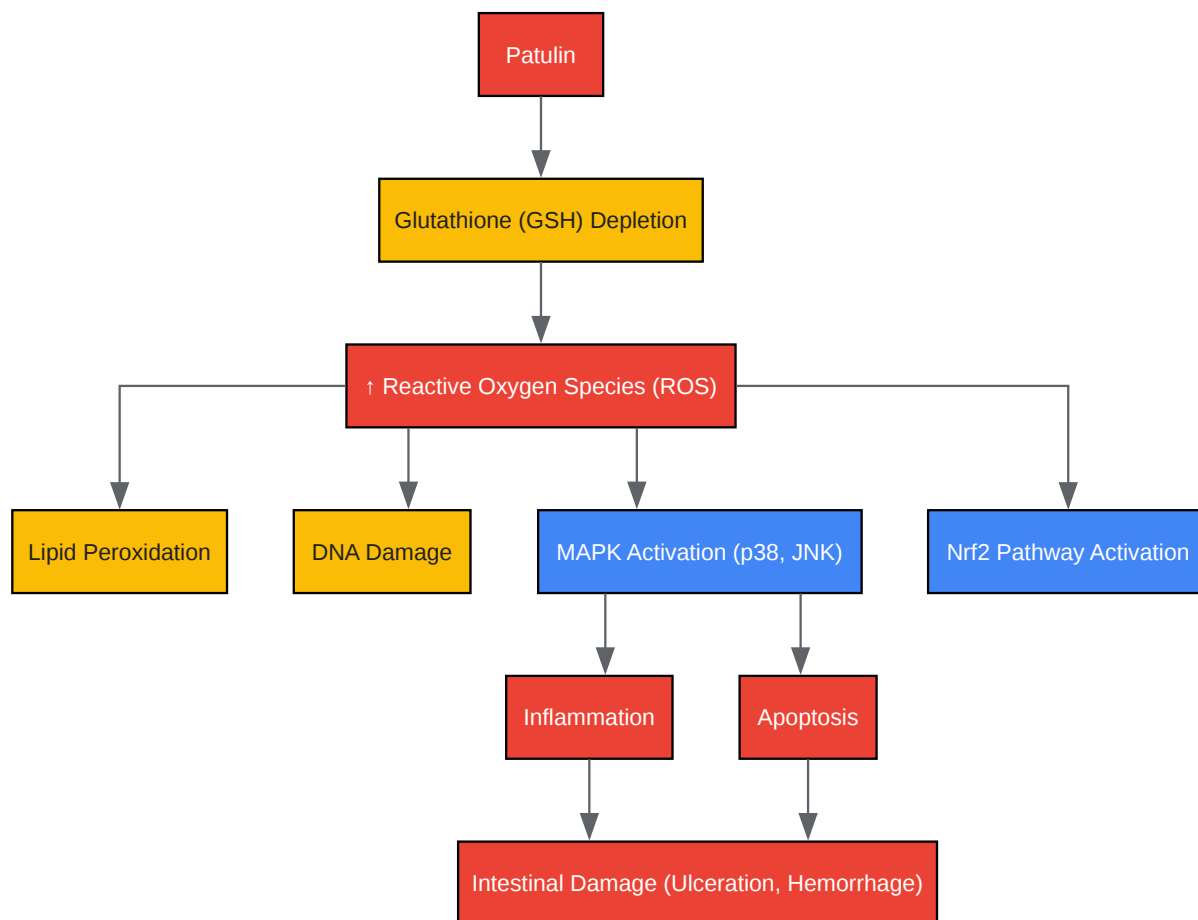 Patulin
Glutathione (GSH) Depletion
↑ Reactive Oxygen Species (ROS)
Lipid Peroxidation
DNA Damage
MAPK Activation (p38, JNK)
Nrf2 Pathway Activation
Inflammation
Apoptosis
Intestinal Damage (Ulceration, Hemorrhage)